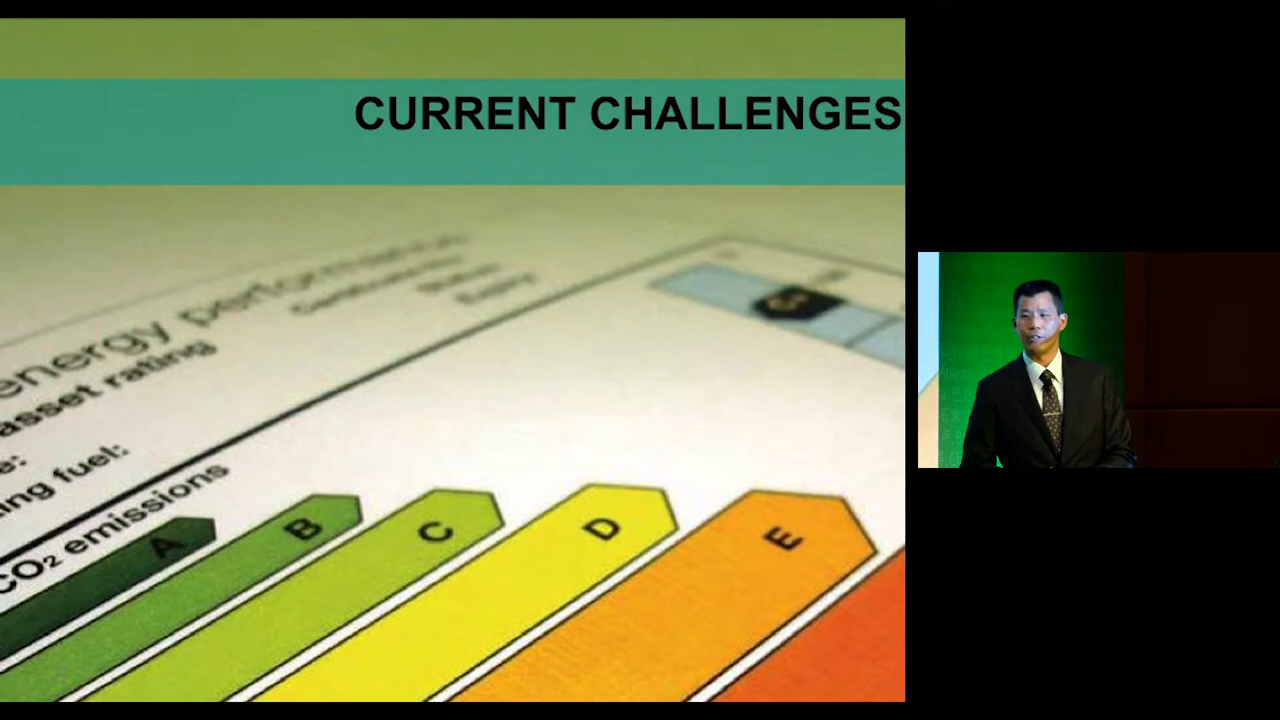 CURRENT CHALLENGES
energy performance
asset rating
e:
ing fuel:
CO2 emissions
A
B
C
D
E